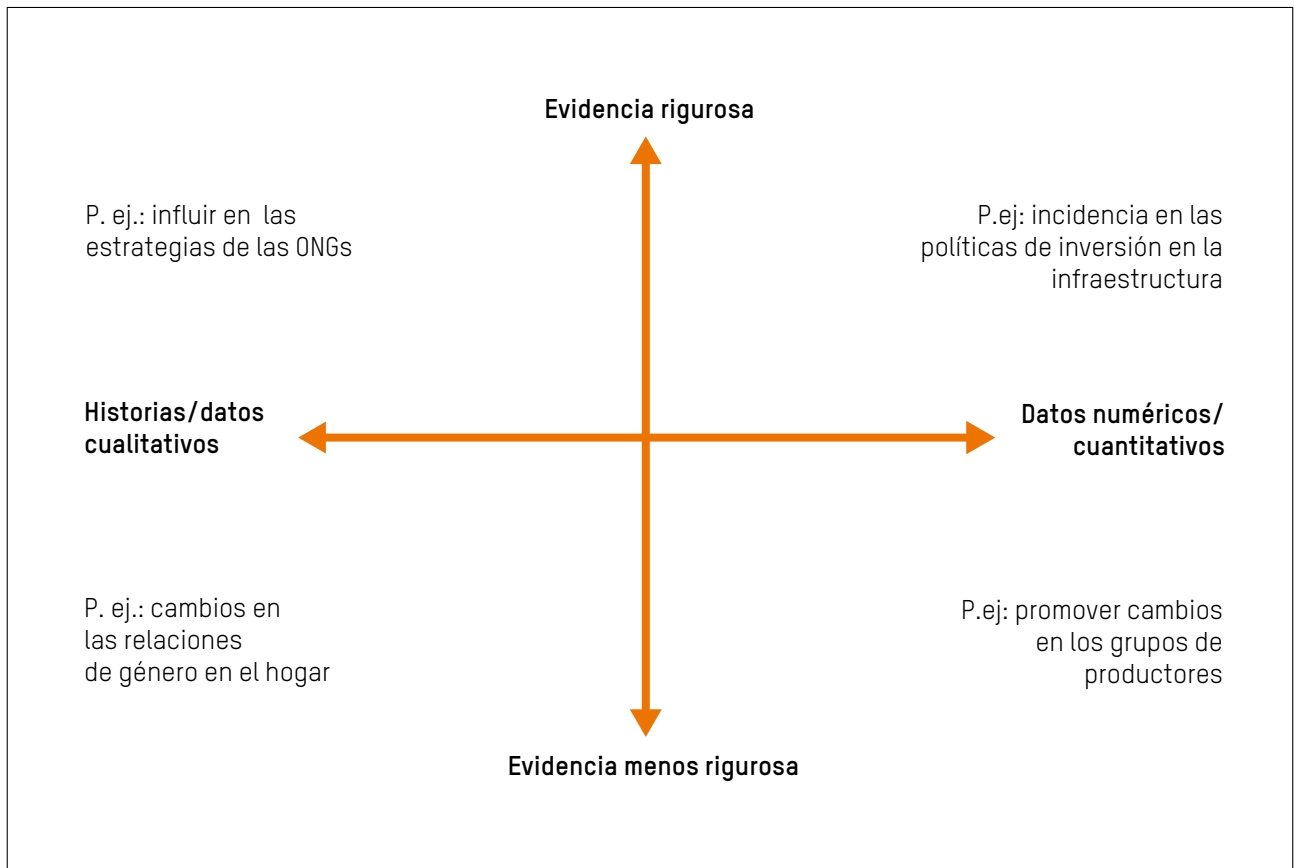 Evidencia rigurosa
P. ej.: influir en las
estrategias de las ONGs
P.ej: incidencia en las
políticas de inversión en la
infraestructura
Historias/datos
cualitativos
Datos numéricos/
cuantitativos
P. ej.: cambios en
las relaciones
de género en el hogar
P.ej: promover cambios
en los grupos de
productores
Evidencia menos rigurosa